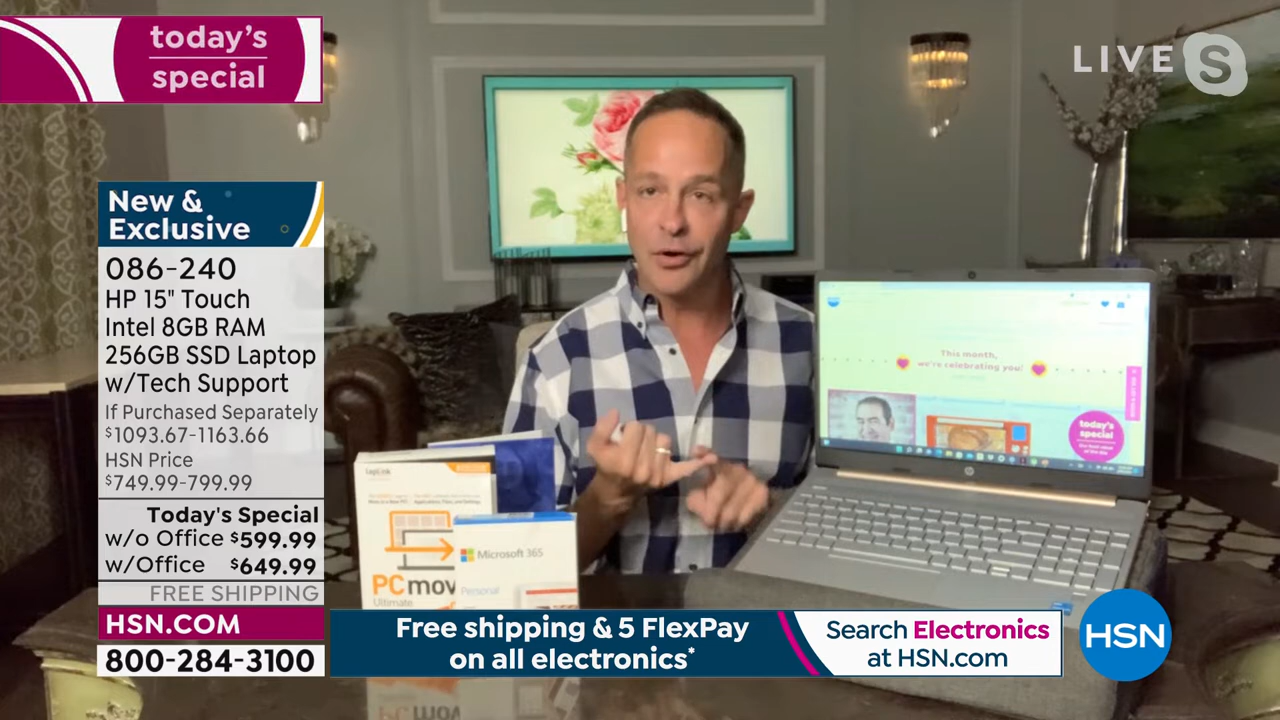 today's
special
LIVE S
New &
Exclusive
086-240
HP 15" Touch
Intel 8GB RAM
256GB SSD Laptop
w/Tech Support
If Purchased Separately
$1093.67-1163.66
HSN Price
$749.99-799.99
Today's Special
w/o Office $599.99
w/Office $649.99
FREE SHIPPING
HSN.COM
800-284-3100
This month,
we're celebrating you!
today's
special
hp
LapLink
PCmov
Ultimate
Microsoft 365
Personal
Free shipping & 5 FlexPay
on all electronics*
Search Electronics
at HSN.com
HSN